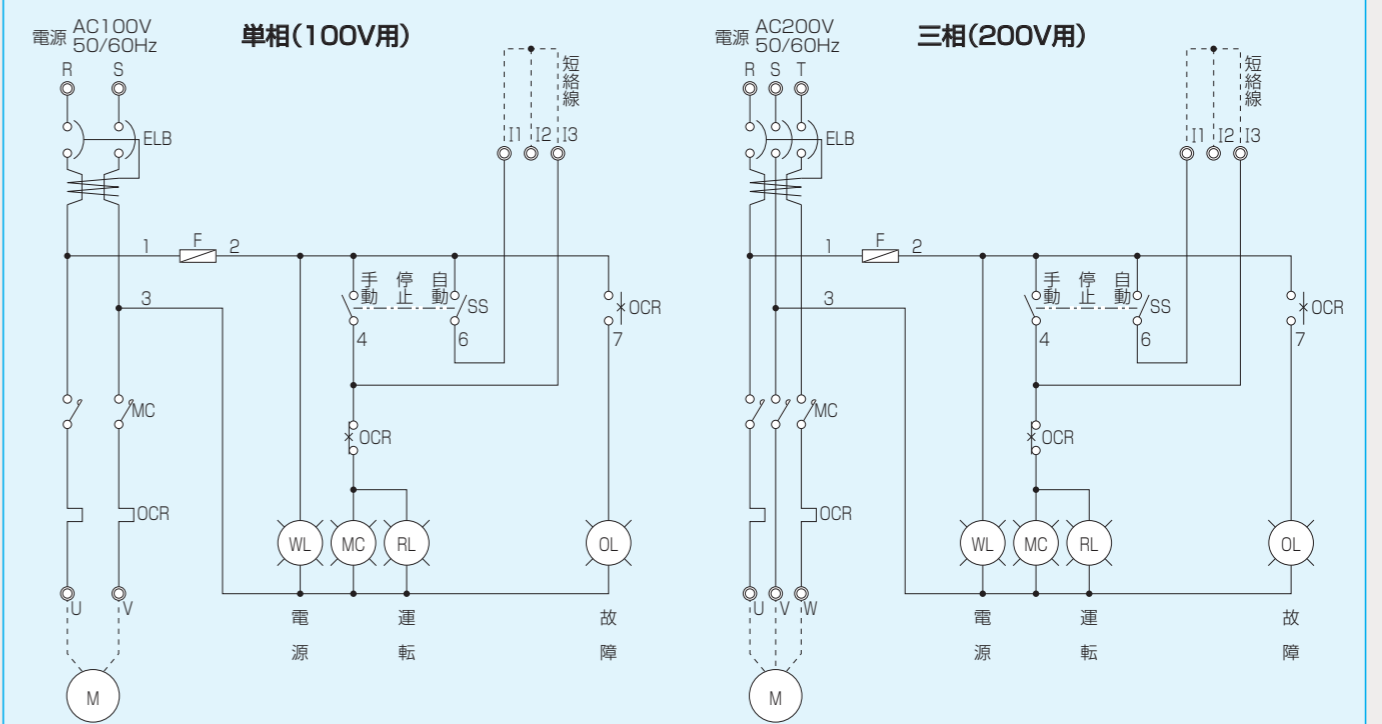 単相(100V用)
電源 AC100V
50/60Hz
R S
ELB
短絡線
I1 I2 I3
1 F 2
3
手動 停止 自動
SS
OCR
4 6 7
MC
OCR
OCR
WL MC RL OL
U V
電源 運転 故障
M
三相(200V用)
電源 AC200V
50/60Hz
R S T
ELB
短絡線
I1 I2 I3
1 F 2
3
手動 停止 自動
SS
OCR
4 6 7
MC
OCR
OCR
WL MC RL OL
U V W
電源 運転 故障
M